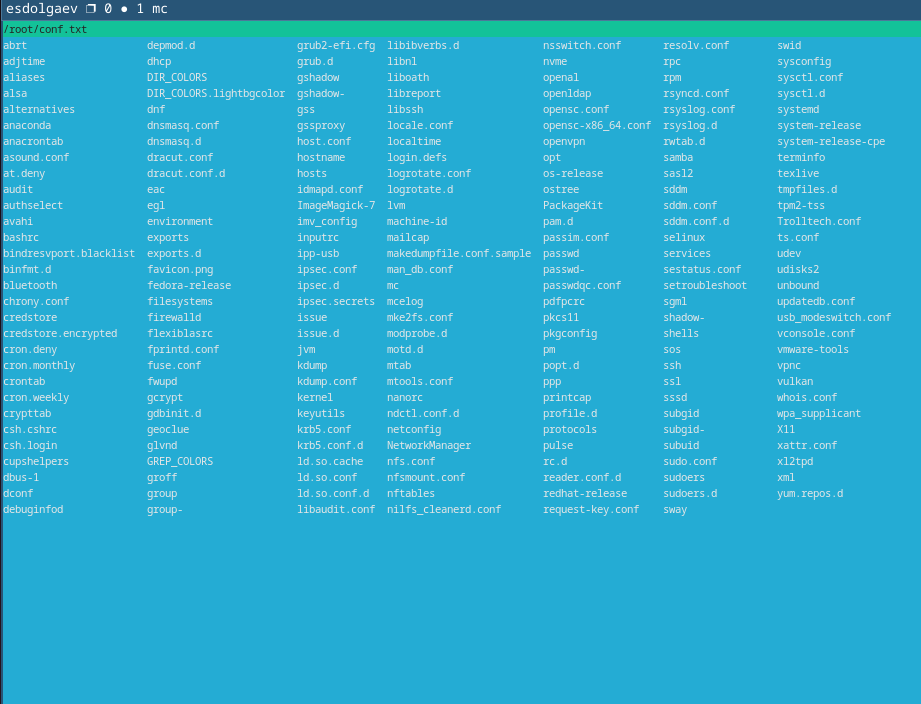 esdolgaev ❐ 0 ● 1 mc
/root/conf.txt
abrt depmod.d grub2-efi.cfg libibverbs.d nsswitch.conf resolv.conf swid
adjtime dhcp grub.d libnl nvme rpc sysconfig
aliases DIR_COLORS gshadow liboath openal rpm sysctl.conf
alsa DIR_COLORS.lightbgcolor gshadow- libreport openldap rsyncd.conf sysctl.d
alternatives dnf gss libssh opensc.conf rsyslog.conf systemd
anaconda dnsmasq.conf gssproxy locale.conf opensc-x86_64.conf rsyslog.d system-release
anacrontab dnsmasq.d host.conf localtime openvpn rwtab.d system-release-cpe
asound.conf dracut.conf hostname login.defs opt samba terminfo
at.deny dracut.conf.d hosts logrotate.conf os-release sasl2 texlive
audit eac idmapd.conf logrotate.d ostree sddm tmpfiles.d
authselect egl ImageMagick-7 lvm PackageKit sddm.conf tpm2-tss
avahi environment imv_config machine-id pam.d sddm.conf.d Trolltech.conf
bashrc exports inputrc mailcap passim.conf selinux ts.conf
bindresvport.blacklist exports.d ipp-usb makedumpfile.conf.sample passwd services udev
binfmt.d favicon.png ipsec.conf man_db.conf passwd- sestatus.conf udisks2
bluetooth fedora-release ipsec.d mc passwdqc.conf setroubleshoot unbound
chrony.conf filesystems ipsec.secrets mcelog pdfpcrc sgml updatedb.conf
credstore firewalld issue mke2fs.conf pkcs11 shadow- usb_modeswitch.conf
credstore.encrypted flexiblasrc issue.d modprobe.d pkgconfig shells vconsole.conf
cron.deny fprintd.conf jvm motd.d pm sos vmware-tools
cron.monthly fuse.conf kdump mtab popt.d ssh vpnc
crontab fwupd kdump.conf mtools.conf ppp ssl vulkan
cron.weekly gcrypt kernel nanorc printcap sssd whois.conf
crypttab gdbinit.d keyutils ndctl.conf.d profile.d subgid wpa_supplicant
csh.cshrc geoclue krb5.conf netconfig protocols subgid- X11
csh.login glvnd krb5.conf.d NetworkManager pulse subuid xattr.conf
cupshelpers GREP_COLORS ld.so.cache nfs.conf rc.d sudo.conf xl2tpd
dbus-1 groff ld.so.conf nfsmount.conf reader.conf.d sudoers xml
dconf group ld.so.conf.d nftables redhat-release sudoers.d yum.repos.d
debuginfod group- libaudit.conf nilfs_cleanerd.conf request-key.conf sway